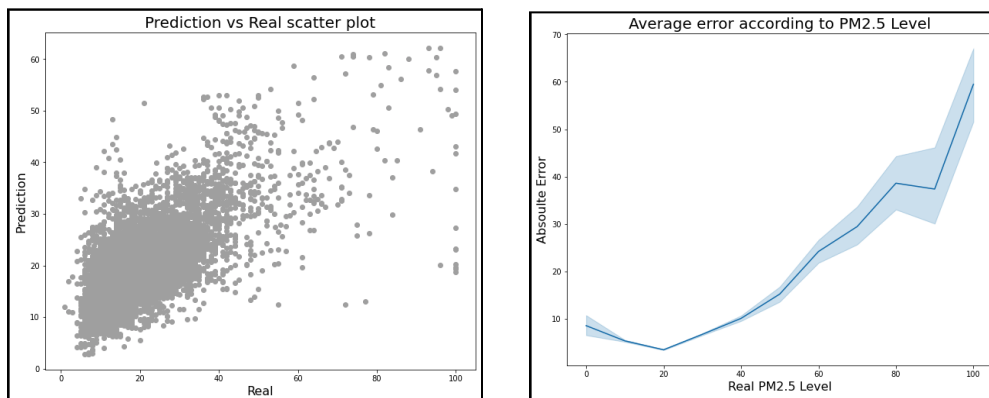 Prediction vs Real scatter plot
60
50
40
30
20
10
0
Prediction
0 20 40 60 80 100
Real
Average error according to PM2.5 Level
70
60
50
40
30
20
10
Absoulte Error
0 20 40 60 80 100
Real PM2.5 Level